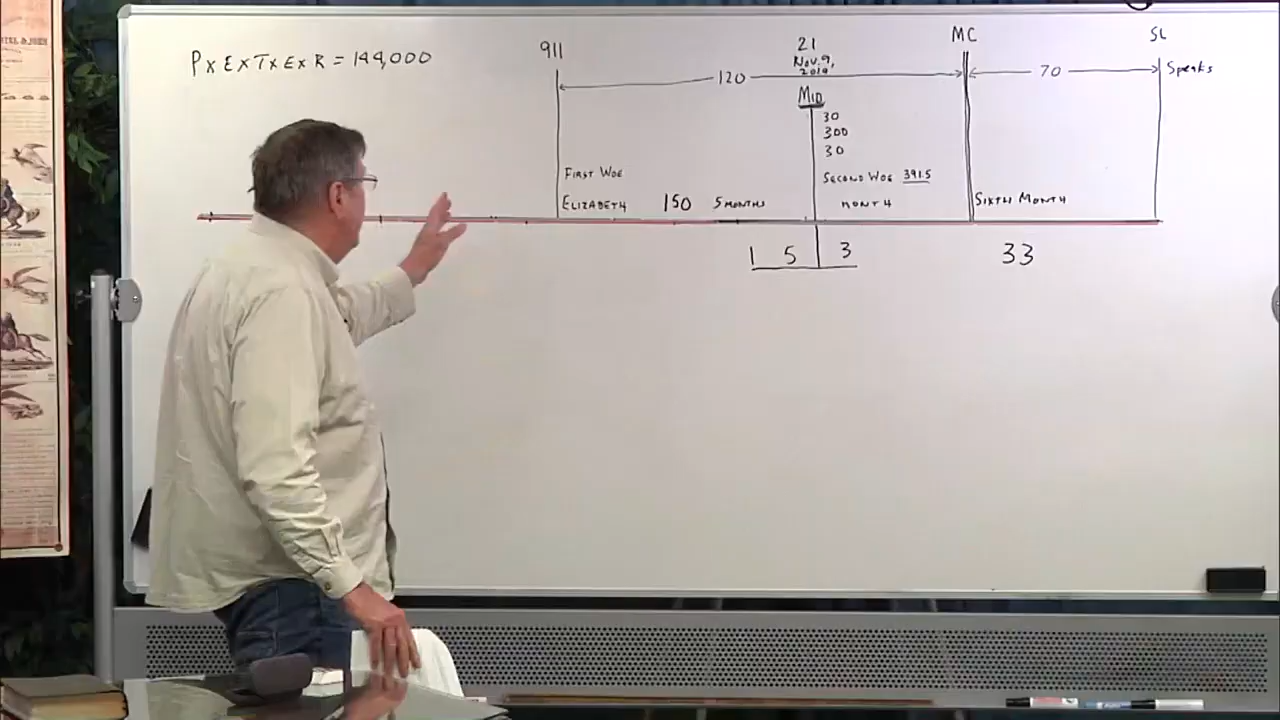 P x E x T x E x R = 144,000
911
21
MC
SL
Nov. 9,
2019
120
70
Speaks
MID
30
300
30
FIRST WOE
SECOND WOE 391.5
ELIZABETH 150 5 MONTHS
MONTH
SIXTH MONTH
1 5 3
33